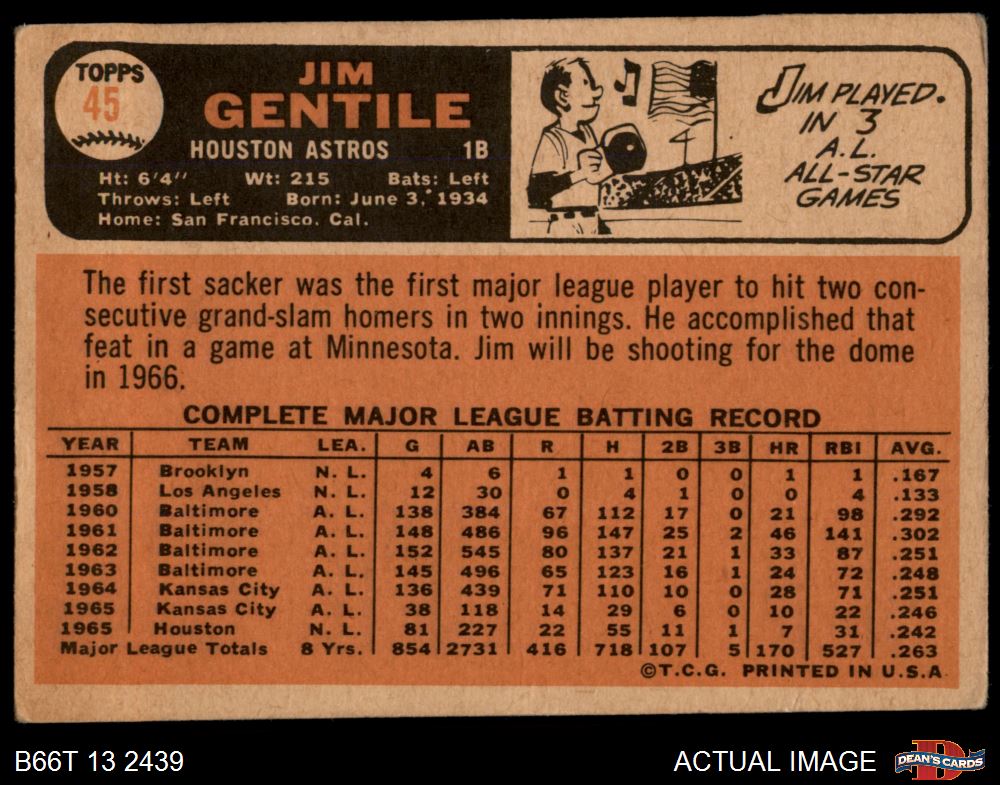 TOPPS
45
JIM
GENTILE
HOUSTON ASTROS 1B
Ht: 6'4" Wt: 215 Bats: Left
Throws: Left Born: June 3, 1934
Home: San Francisco. Cal.
JIM PLAYED.
IN 3
A.L.
ALL-STAR
GAMES
The first sacker was the first major league player to hit two con-
secutive grand-slam homers in two innings. He accomplished that
feat in a game at Minnesota. Jim will be shooting for the dome
in 1966.
COMPLETE MAJOR LEAGUE BATTING RECORD
YEAR TEAM LEA. G AB R H 2B 3B HR RBI AVG.
1957 Brooklyn N. L. 4 6 1 1 0 0 1 1 .167
1958 Los Angeles N. L. 12 30 0 4 1 0 0 4 .133
1960 Baltimore A. L. 138 384 67 112 17 0 21 98 .292
1961 Baltimore A. L. 148 486 96 147 25 2 46 141 .302
1962 Baltimore A. L. 152 545 80 137 21 1 33 87 .251
1963 Baltimore A. L. 145 496 65 123 16 1 24 72 .248
1964 Kansas City A. L. 136 439 71 110 10 0 28 71 .251
1965 Kansas City A. L. 38 118 14 29 6 0 10 22 .246
1965 Houston N. L. 81 227 22 55 11 1 7 31 .242
Major League Totals 8 Yrs. 854 2731 416 718 107 5 170 527 .263
©T.C.G. PRINTED IN U.S.A
B66T 13 2439 ACTUAL IMAGE DEAN'S CARDS